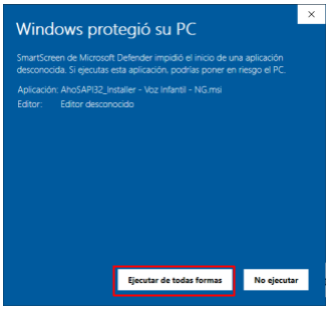 Windows protegió su PC
SmartScreen de Microsoft Defender impidió el inicio de una aplicación
desconocida. Si ejecutas esta aplicación, podrías poner en riesgo el PC.
Aplicación: AhoSAPI32_Installer - Voz Infantil - NG.msi
Editor: Editor desconocido
Ejecutar de todas formas No ejecutar